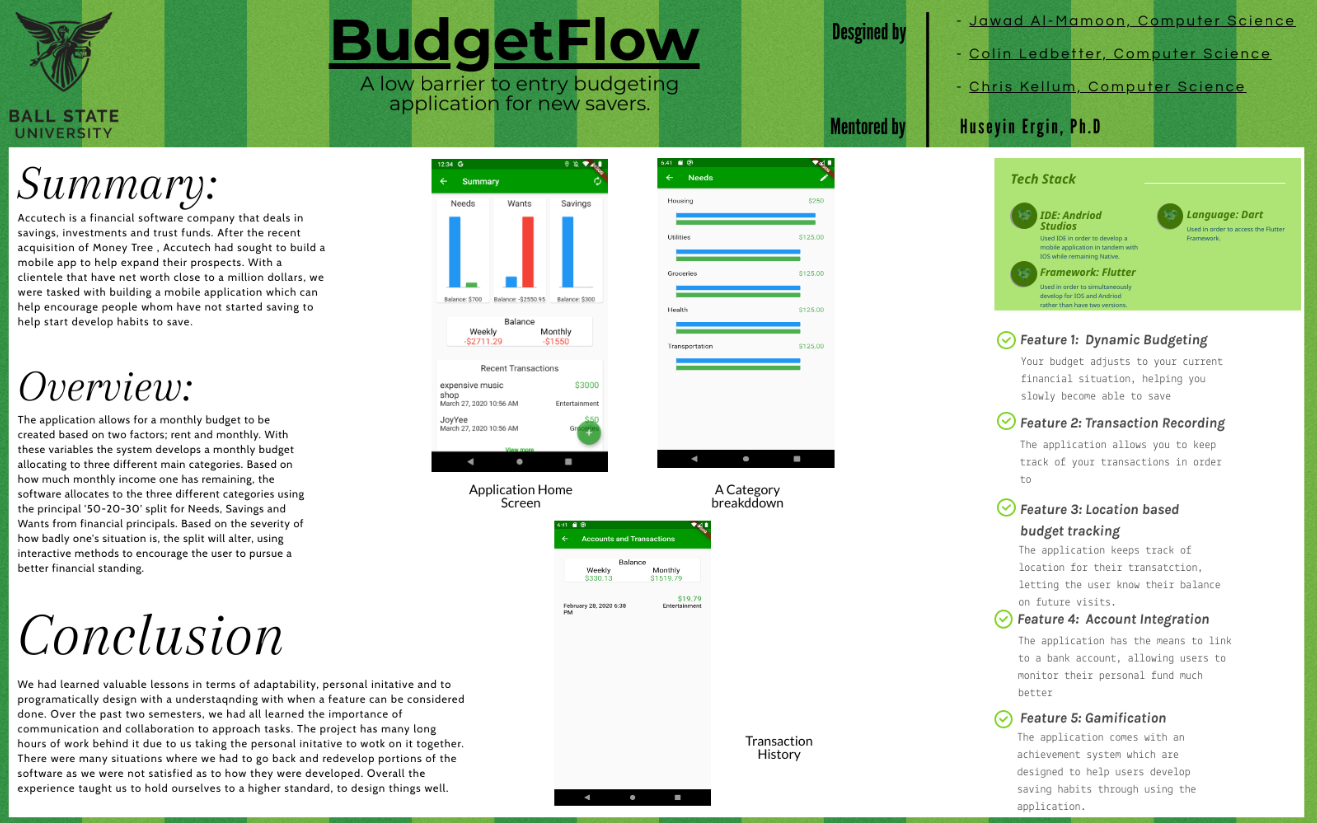 BALL STATE
UNIVERSITY
BudgetFlow
A low barrier to entry budgeting
application for new savers.
Desgined by
- Jawad Al-Mamoon, Computer Science
- Colin Ledbetter, Computer Science
- Chris Kellum, Computer Science
Mentored by
Huseyin Ergin, Ph.D
Summary:
Accutech is a financial software company that deals in
savings, investments and trust funds. After the recent
acquisition of Money Tree , Accutech had sought to build a
mobile app to help expand their prospects. With a
clientele that have net worth close to a million dollars, we
were tasked with building a mobile application which can
help encourage people whom have not started saving to
help start develop habits to save.
Overview:
The application allows for a monthly budget to be
created based on two factors; rent and monthly. With
these variables the system develops a monthly budget
allocating to three different main categories. Based on
how much monthly income one has remaining, the
software allocates to the three different categories using
the principal '50-20-30' split for Needs, Savings and
Wants from financial principals. Based on the severity of
how badly one's situation is, the split will alter, using
interactive methods to encourage the user to pursue a
better financial standing.
Conclusion
We had learned valuable lessons in terms of adaptability, personal initative and to
programatically design with a understaqnding with when a feature can be considered
done. Over the past two semesters, we had all learned the importance of
communication and collaboration to approach tasks. The project has many long
hours of work behind it due to us taking the personal initative to wotk on it together.
There were many situations where we had to go back and redevelop portions of the
software as we were not satisfied as to how they were developed. Overall the
experience taught us to hold ourselves to a higher standard, to design things well.
12:34 G
Summary
Needs Wants Savings
Balance: $700 Balance: -$2550.95 Balance: $300
Balance
Weekly Monthly
-$2711.29 -$1550
Recent Transactions
expensive music $3000
shop
March 27, 2020 10:56 AM Entertainment
JoyYee $50
March 27, 2020 10:56 AM
+
View more
Application Home
Screen
5:41
Needs
Housing $250
Utilities $125.00
Groceries $125.00
Health $125.00
Transportation $125.00
A Category
breakddown
Accounts and Transactions
Balance
Weekly Monthly
$330.13 $1519.79
$19.79
February 28, 2020 6:38 Entertainment
PM
Transaction
History
Tech Stack
IDE: Andriod
Studios
Used IDE in order to develop a
mobile application in tandem with
IOS while remaining Native.
Language: Dart
Used in order to access the Flutter
Framework.
Framework: Flutter
Used in order to simultaneously
develop for IOS and Andriod
rather than have two versions.
Feature 1: Dynamic Budgeting
Your budget adjusts to your current
financial situation, helping you
slowly become able to save
Feature 2: Transaction Recording
The application allows you to keep
track of your transactions in order
to
Feature 3: Location based
budget tracking
The application keeps track of
location for their transatction,
letting the user know their balance
on future visits.
Feature 4: Account Integration
The application has the means to link
to a bank account, allowing users to
monitor their personal fund much
better
Feature 5: Gamification
The application comes with an
achievement system which are
designed to help users develop
saving habits through using the
application.